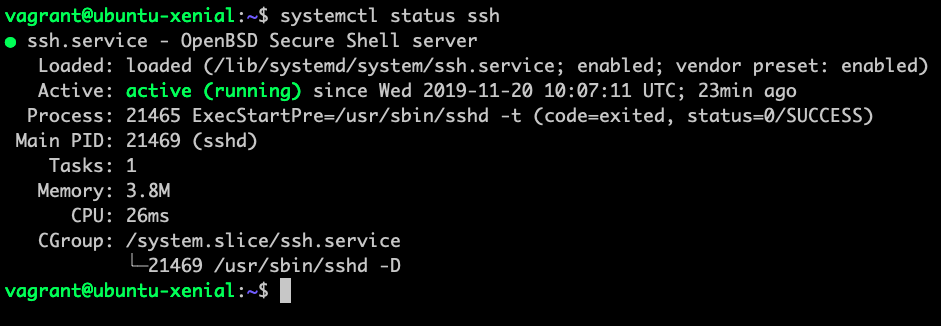 vagrant@ubuntu-xenial:~$ systemctl status ssh
● ssh.service - OpenBSD Secure Shell server
   Loaded: loaded (/lib/systemd/system/ssh.service; enabled; vendor preset: enabled)
   Active: active (running) since Wed 2019-11-20 10:07:11 UTC; 23min ago
  Process: 21465 ExecStartPre=/usr/sbin/sshd -t (code=exited, status=0/SUCCESS)
 Main PID: 21469 (sshd)
    Tasks: 1
   Memory: 3.8M
      CPU: 26ms
   CGroup: /system.slice/ssh.service
           └─21469 /usr/sbin/sshd -D
vagrant@ubuntu-xenial:~$